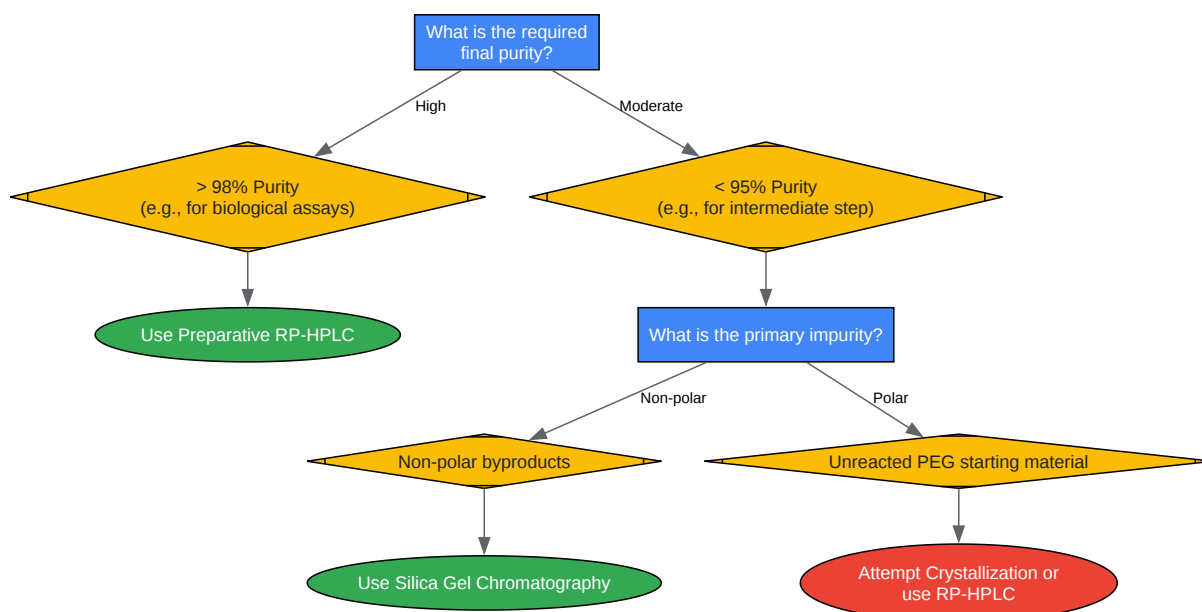 What is the required
final purity?
High
Moderate
> 98% Purity
(e.g., for biological assays)
< 95% Purity
(e.g., for intermediate step)
Use Preparative RP-HPLC
What is the primary impurity?
Non-polar
Polar
Non-polar byproducts
Unreacted PEG starting material
Use Silica Gel Chromatography
Attempt Crystallization or
use RP-HPLC